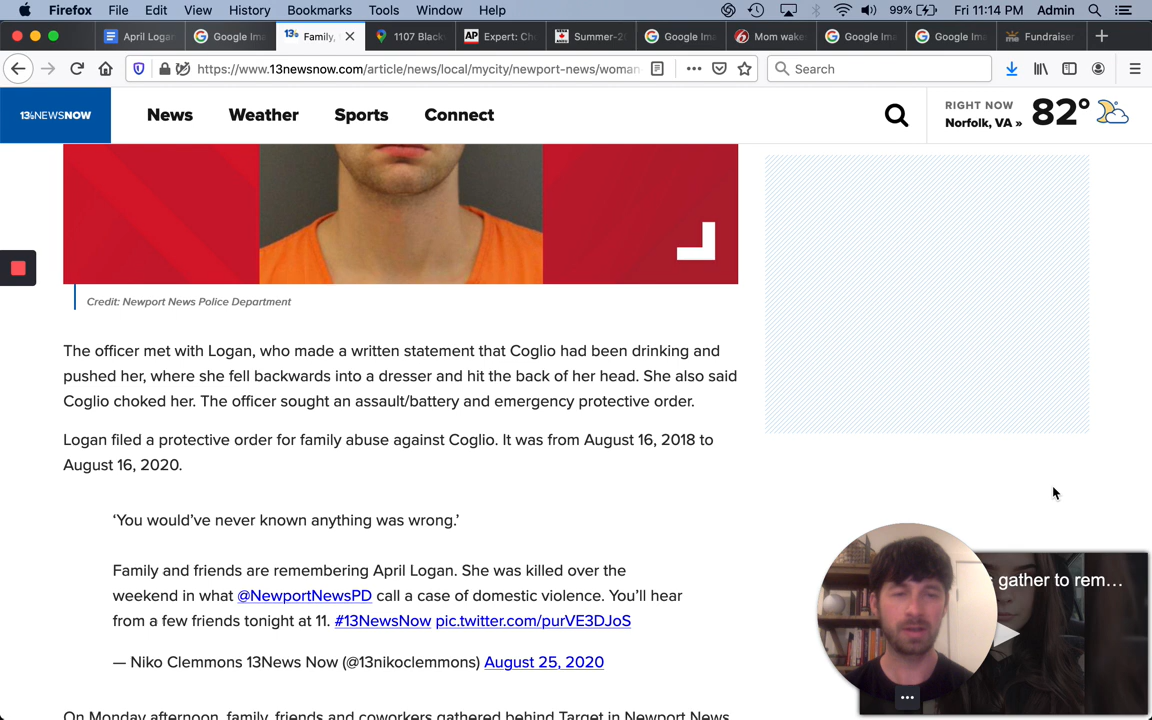 Firefox File Edit View History Bookmarks Tools Window Help 99% Fri 11:14 PM Admin
April Logan Google Ima 13 Family, 1107 Black AP Expert: Ch Summer-2 Google Ima Mom wake Google Ima Google Ima me Fundraiser
https://www.13newsnow.com/article/news/local/mycity/newport-news/woman- Search
13NEWSNOW News Weather Sports Connect
RIGHT NOW
Norfolk, VA » 82°
Credit: Newport News Police Department
The officer met with Logan, who made a written statement that Coglio had been drinking and
pushed her, where she fell backwards into a dresser and hit the back of her head. She also said
Coglio choked her. The officer sought an assault/battery and emergency protective order.
Logan filed a protective order for family abuse against Coglio. It was from August 16, 2018 to
August 16, 2020.
‘You would’ve never known anything was wrong.’
Family and friends are remembering April Logan. She was killed over the
weekend in what @NewportNewsPD call a case of domestic violence. You’ll hear
from a few friends tonight at 11. #13NewsNow pic.twitter.com/purVE3DJoS
— Niko Clemmons 13News Now (@13nikoclemmons) August 25, 2020
s gather to rem…
On Monday afternoon, family, friends and coworkers gathered behind Target in Newport News